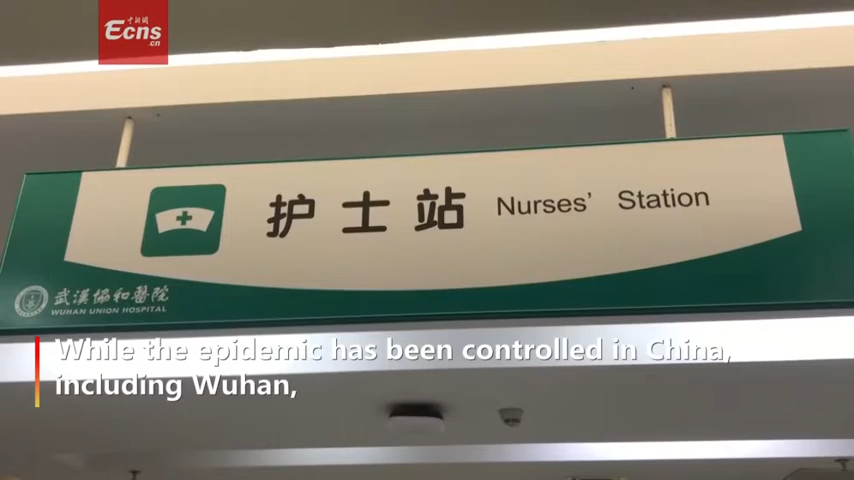 中新网
Ecns
.cn
护士站 Nurses' Station
武漢協和醫院
WUHAN UNION HOSPITAL
While the epidemic has been controlled in China,
including Wuhan,